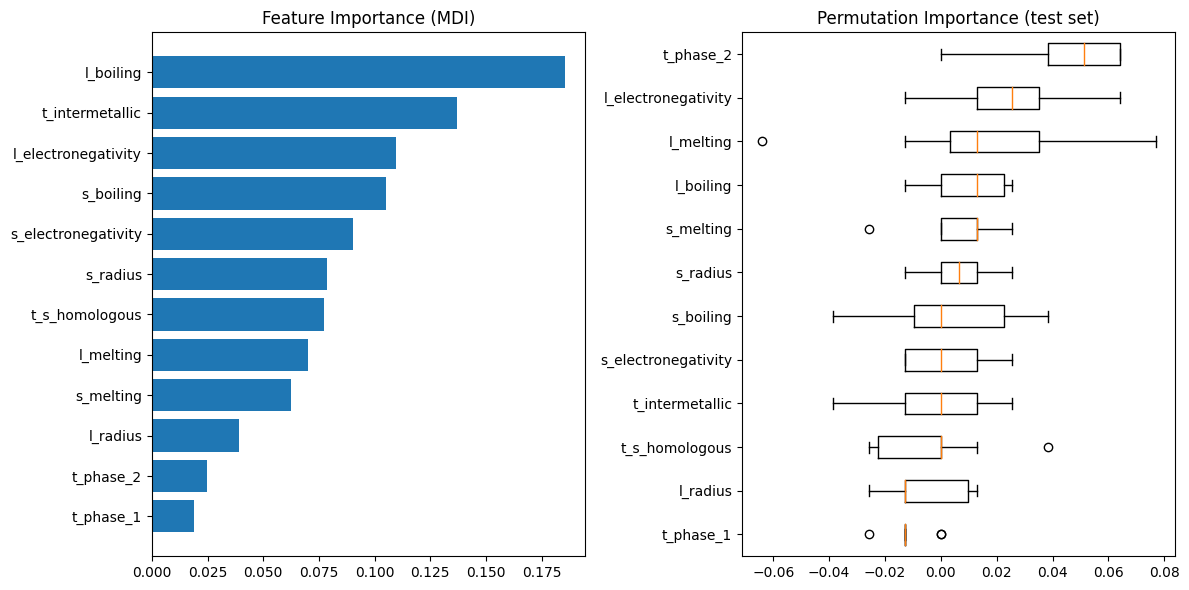 Feature Importance (MDI)
l_boiling
t_intermetallic
l_electronegativity
s_boiling
s_electronegativity
s_radius
t_s_homologous
l_melting
s_melting
l_radius
t_phase_2
t_phase_1
0.000 0.025 0.050 0.075 0.100 0.125 0.150 0.175
Permutation Importance (test set)
t_phase_2
l_electronegativity
l_melting
l_boiling
s_melting
s_radius
s_boiling
s_electronegativity
t_intermetallic
t_s_homologous
l_radius
t_phase_1
−0.06 −0.04 −0.02 0.00 0.02 0.04 0.06 0.08